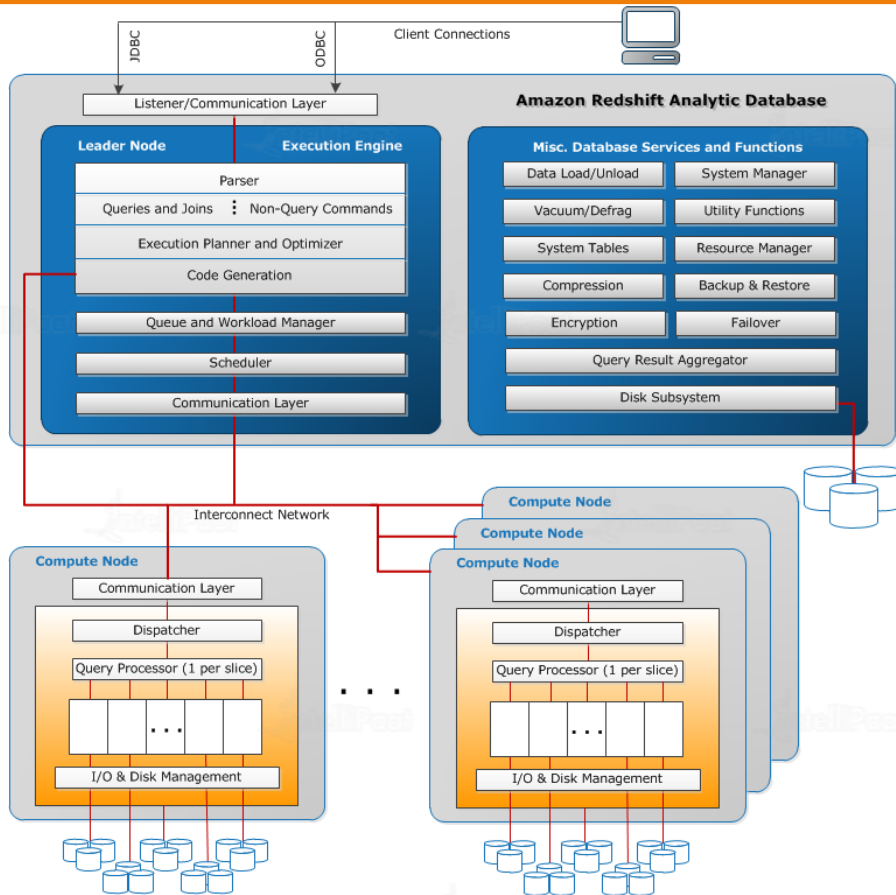 Client Connections
JDBC
ODBC
Listener/Communication Layer
Amazon Redshift Analytic Database
Leader Node
Execution Engine
Parser
Queries and Joins
Non-Query Commands
Execution Planner and Optimizer
Code Generation
Queue and Workload Manager
Scheduler
Communication Layer
Misc. Database Services and Functions
Data Load/Unload
System Manager
Vacuum/Defrag
Utility Functions
System Tables
Resource Manager
Compression
Backup & Restore
Encryption
Failover
Query Result Aggregator
Disk Subsystem
Interconnect Network
Compute Node
Communication Layer
Dispatcher
Query Processor (1 per slice)
...
I/O & Disk Management
. . .
Compute Node
Compute Node
Compute Node
Communication Layer
Dispatcher
Query Processor (1 per slice)
...
I/O & Disk Management